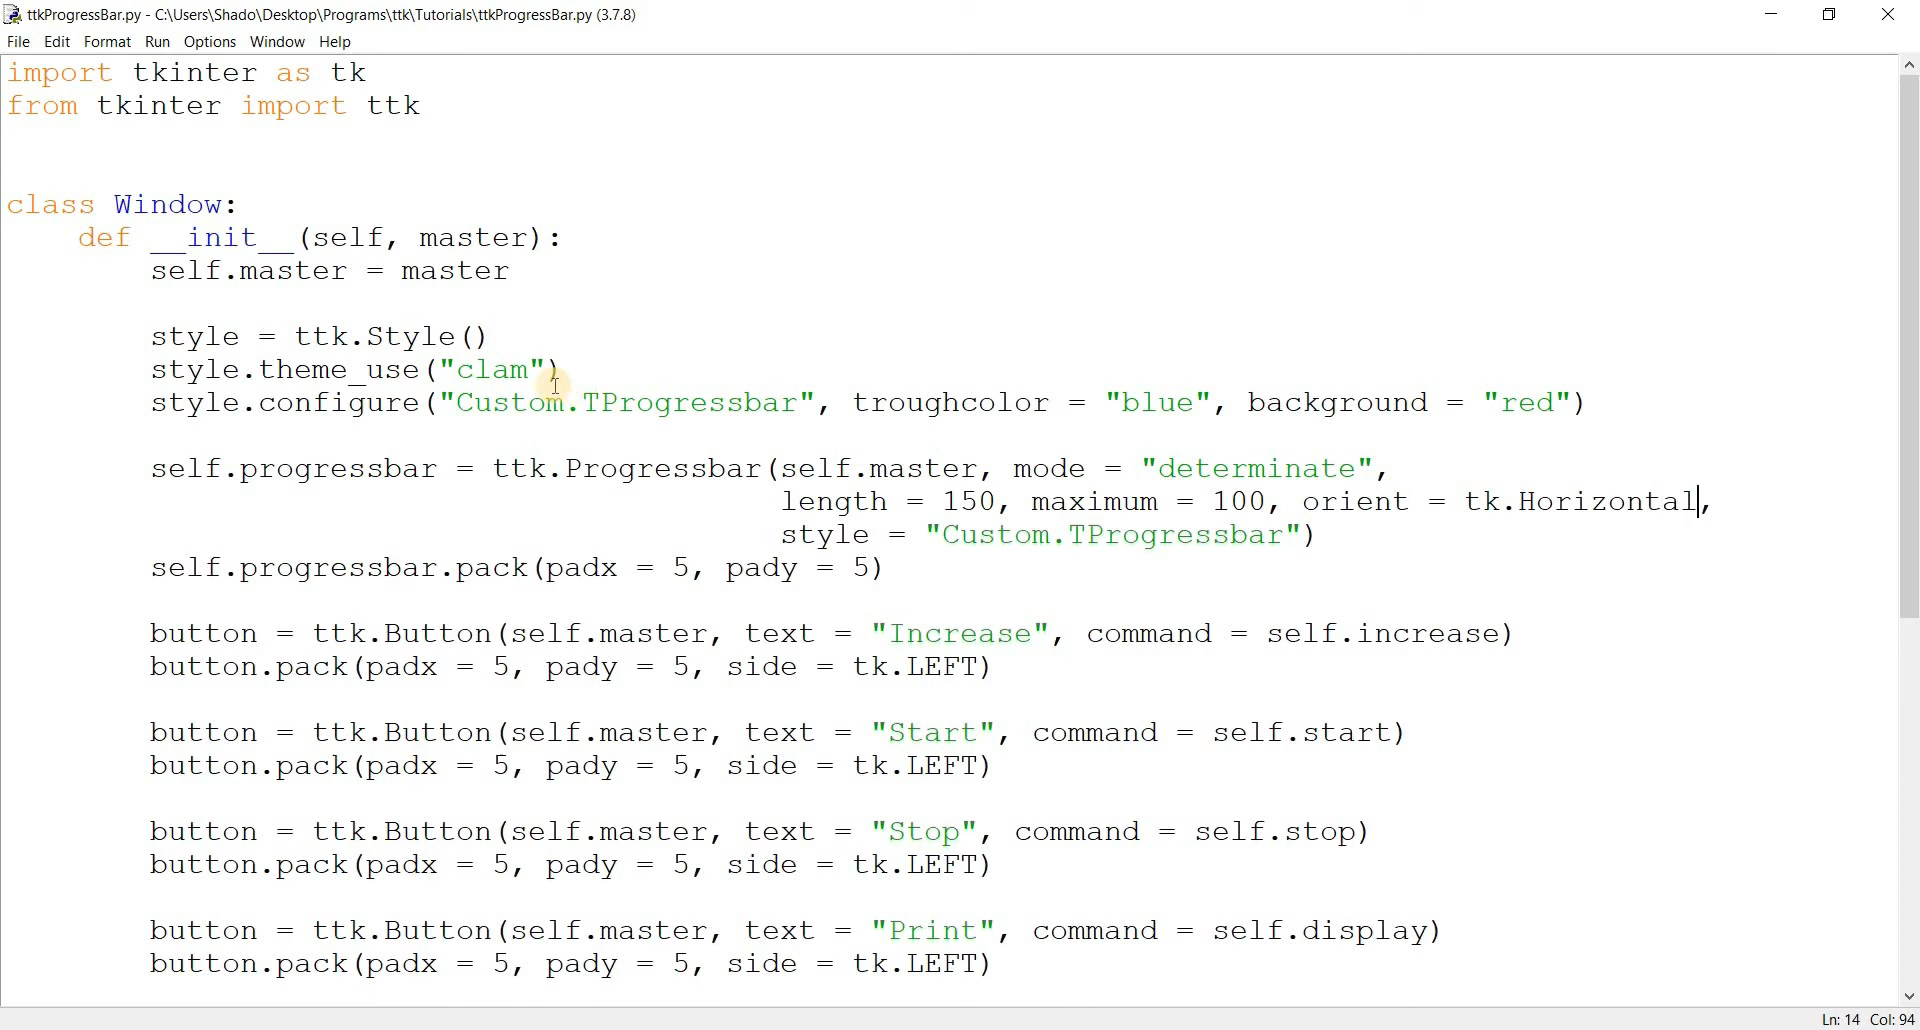 ttkProgressBar.py - C:\Users\Shado\Desktop\Programs\ttk\Tutorials\ttkProgressBar.py (3.7.8)
File Edit Format Run Options Window Help
import tkinter as tk
from tkinter import ttk
class Window:
    def __init__(self, master):
        self.master = master
        style = ttk.Style()
        style.theme_use("clam")
        style.configure("Custom.TProgressbar", troughcolor = "blue", background = "red")
        self.progressbar = ttk.Progressbar(self.master, mode = "determinate",
                                           length = 150, maximum = 100, orient = tk.Horizontal,
                                           style = "Custom.TProgressbar")
        self.progressbar.pack(padx = 5, pady = 5)
        button = ttk.Button(self.master, text = "Increase", command = self.increase)
        button.pack(padx = 5, pady = 5, side = tk.LEFT)
        button = ttk.Button(self.master, text = "Start", command = self.start)
        button.pack(padx = 5, pady = 5, side = tk.LEFT)
        button = ttk.Button(self.master, text = "Stop", command = self.stop)
        button.pack(padx = 5, pady = 5, side = tk.LEFT)
        button = ttk.Button(self.master, text = "Print", command = self.display)
        button.pack(padx = 5, pady = 5, side = tk.LEFT)
Ln: 14 Col: 94